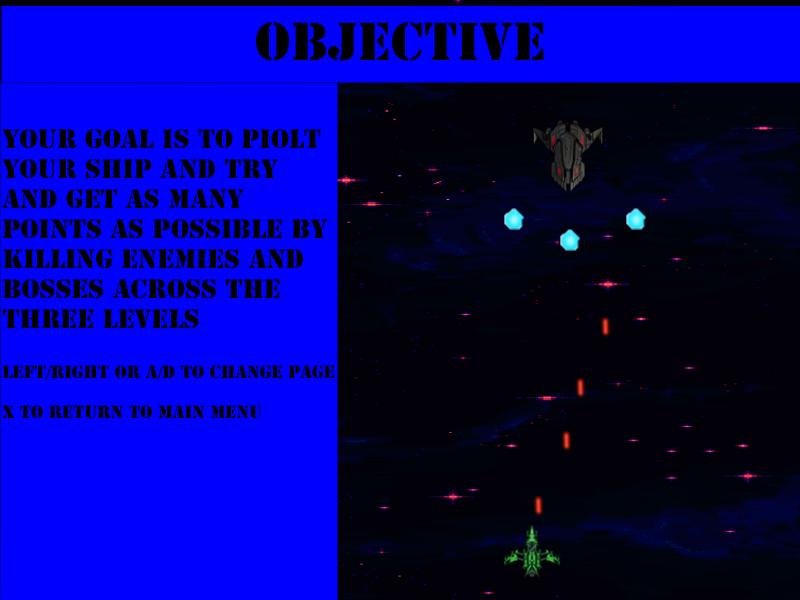 OBJECTIVE
YOUR GOAL IS TO PIOLT
YOUR SHIP AND TRY
AND GET AS MANY
POINTS AS POSSIBLE BY
KILLING ENEMIES AND
BOSSES ACROSS THE
THREE LEVELS
LEFT/RIGHT OR A/D TO CHANGE PAGE
X TO RETURN TO MAIN MENU